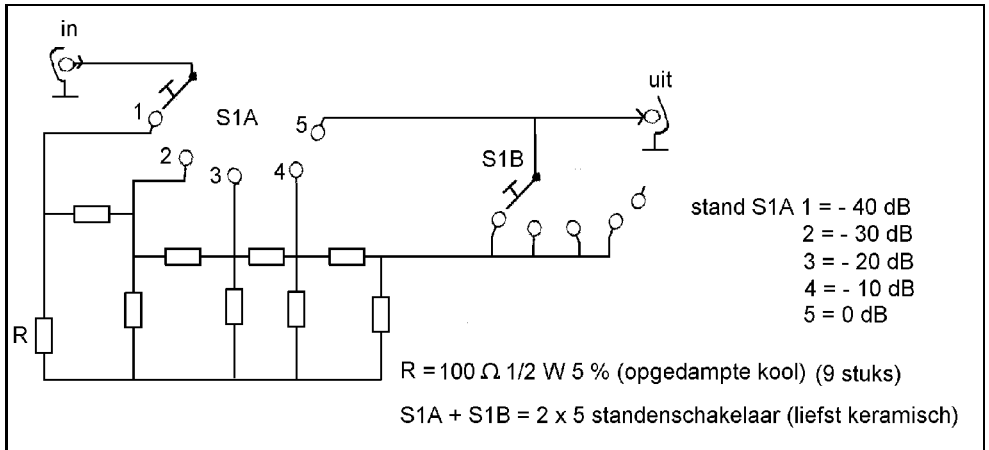 in
uit
1
S1A
5
2
3
4
S1B
R
stand S1A 1 = - 40 dB
2 = - 30 dB
3 = - 20 dB
4 = - 10 dB
5 = 0 dB
R = 100 Ω 1/2 W 5 % (opgedampte kool) (9 stuks)
S1A + S1B = 2 x 5 standenschakelaar (liefst keramisch)